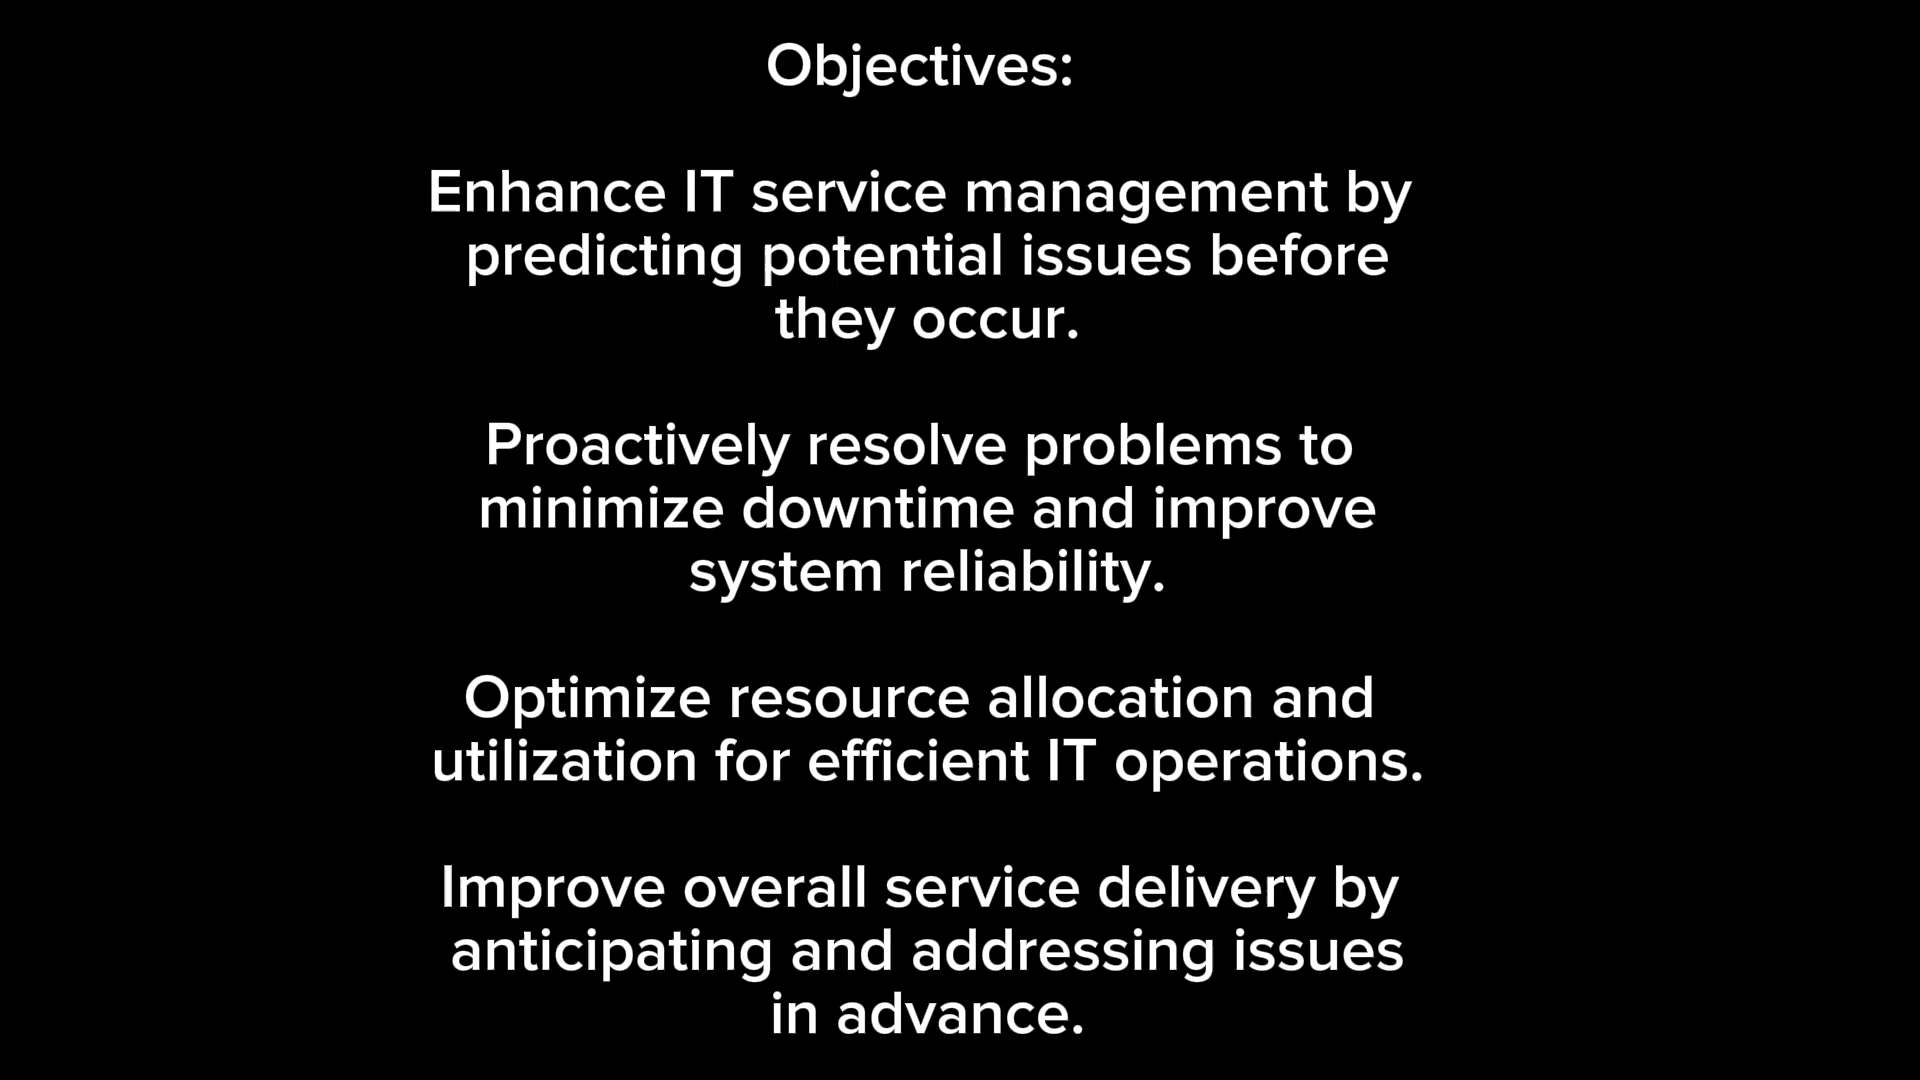 Objectives:
Enhance IT service management by
predicting potential issues before
they occur.
Proactively resolve problems to
minimize downtime and improve
system reliability.
Optimize resource allocation and
utilization for efficient IT operations.
Improve overall service delivery by
anticipating and addressing issues
in advance.